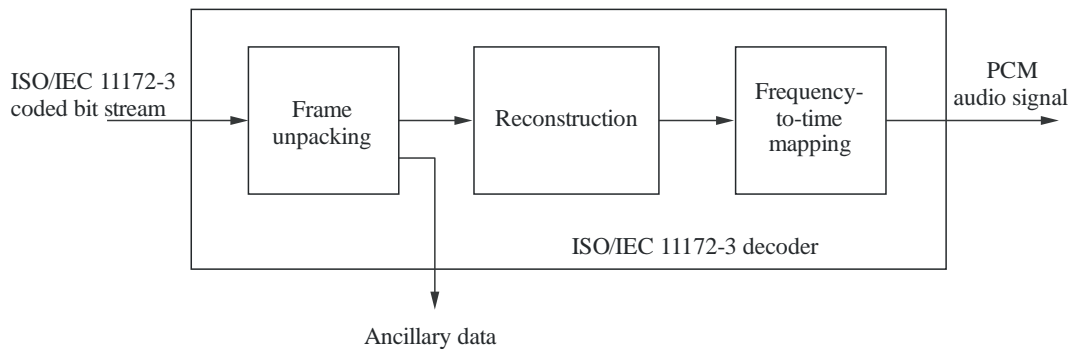 ISO/IEC 11172-3
coded bit stream
Frame
unpacking
Reconstruction
Frequency-
to-time
mapping
PCM
audio signal
ISO/IEC 11172-3 decoder
Ancillary data